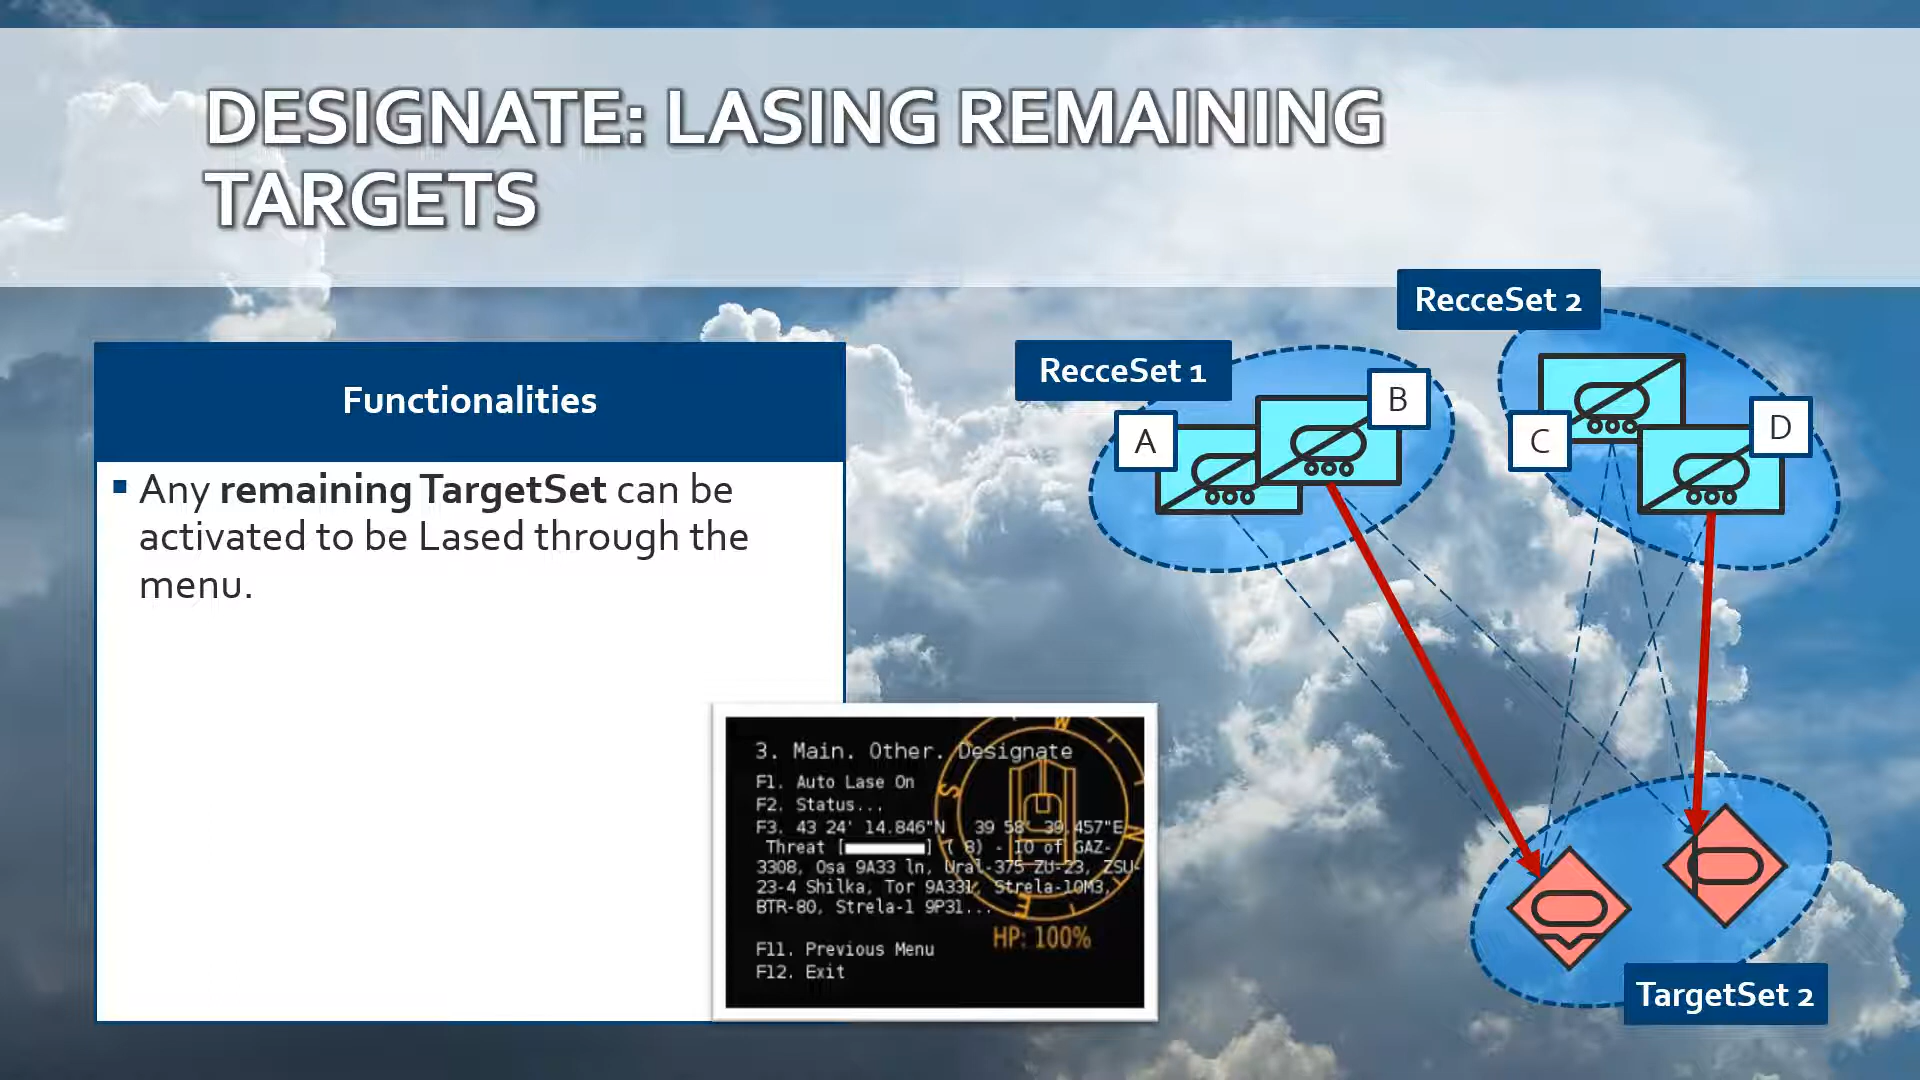 DESIGNATE: LASING REMAINING
TARGETS
RecceSet 2
RecceSet 1
Functionalities
A
B
C
D
Any remaining TargetSet can be
activated to be Lased through the
menu.
3. Main. Other. Designate
F1. Auto Lase On
F2. Status...
F3. 43 24' 14.846"N 39 58' 39.457"E
Threat [ ] ( 8) - 10 of GAZ-
3308, Osa 9A33 ln, Ural-375 ZU-23, ZSU-
23-4 Shilka, Tor 9A331, Strela-10M3,
BTR-80, Strela-1 9P31...
F11. Previous Menu
F12. Exit
W
S
N
E
HP: 100%
TargetSet 2